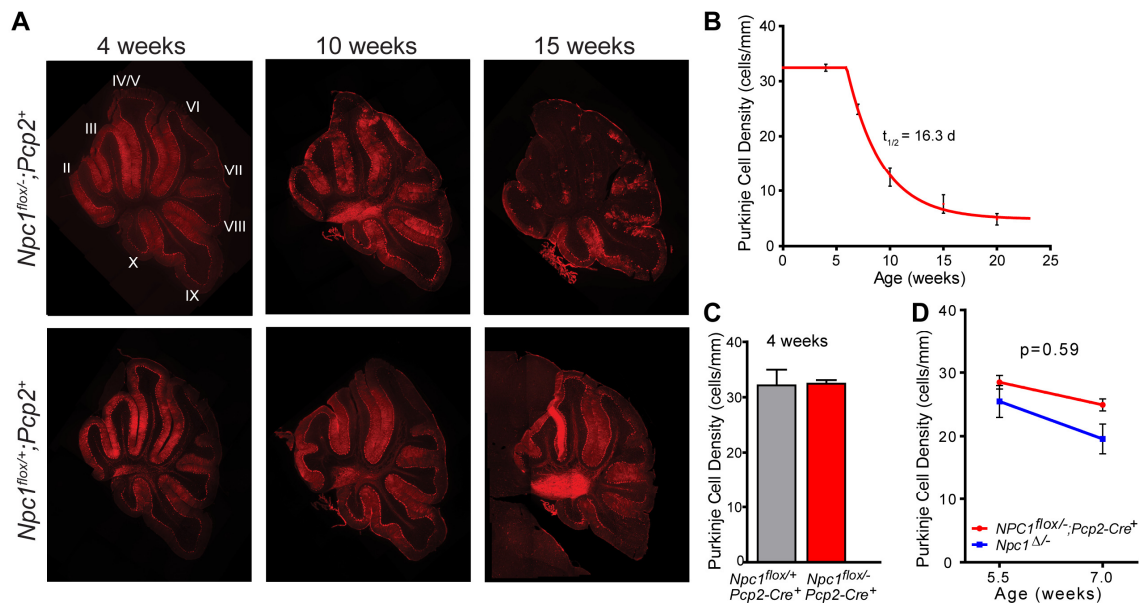 A
4 weeks
10 weeks
15 weeks
Npc1flox/-;Pcp2+
IV/V
VI
III
II
VII
VIII
X
IX
Npc1flox/+;Pcp2+
B
Purkinje Cell Density (cells/mm)
40
30
20
10
0
t1/2 = 16.3 d
0 5 10 15 20 25
Age (weeks)
C
Purkinje Cell Density (cells/mm)
40
30
20
10
0
4 weeks
Npc1flox/+ Npc1flox/-
Pcp2-Cre+ Pcp2-Cre+
D
Purkinje Cell Density (cells/mm)
40
30
20
10
0
p=0.59
NPC1flox/-;Pcp2-Cre+
Npc1Δ/-
5.5 7.0
Age (weeks)